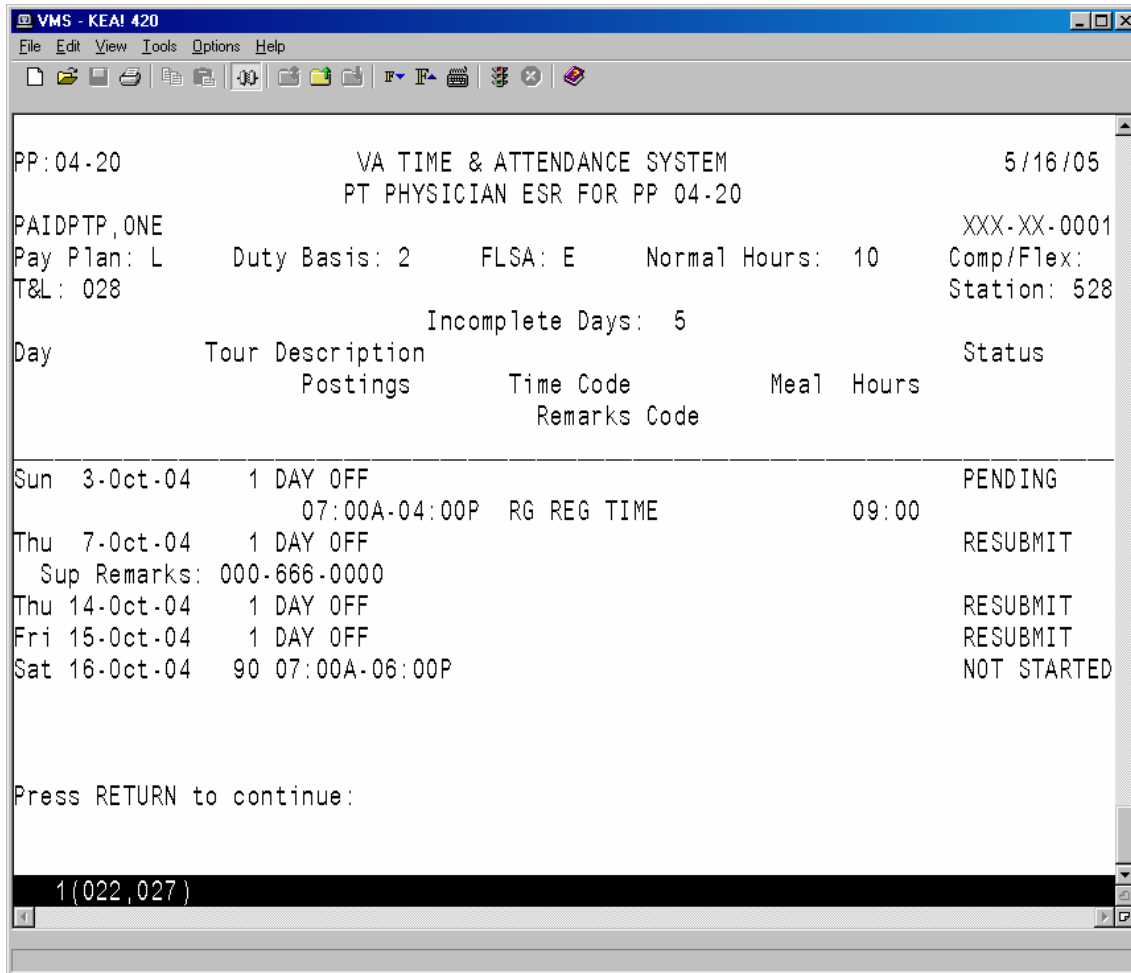 VMS - KEA! 420
File Edit View Tools Options Help
PP:04-20 VA TIME & ATTENDANCE SYSTEM 5/16/05
PT PHYSICIAN ESR FOR PP 04-20
PAIDPTP,ONE XXX-XX-0001
Pay Plan: L Duty Basis: 2 FLSA: E Normal Hours: 10 Comp/Flex:
T&L: 028 Station: 528
Incomplete Days: 5
Day Tour Description Status
Postings Time Code Meal Hours
Remarks Code
Sun 3-Oct-04 1 DAY OFF PENDING
07:00A-04:00P RG REG TIME 09:00
Thu 7-Oct-04 1 DAY OFF RESUBMIT
Sup Remarks: 000-666-0000
Thu 14-Oct-04 1 DAY OFF RESUBMIT
Fri 15-Oct-04 1 DAY OFF RESUBMIT
Sat 16-Oct-04 90 07:00A-06:00P NOT STARTED
Press RETURN to continue:
1(022,027)